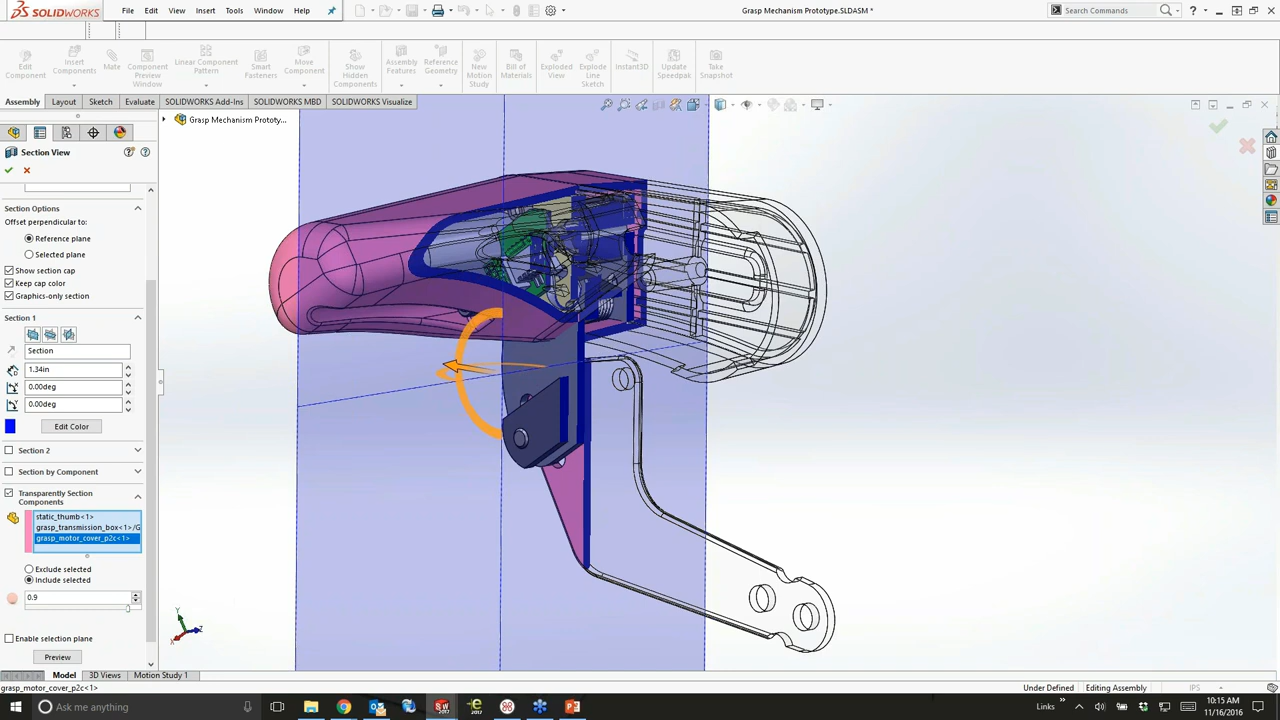 SOLIDWORKS
File
Edit
View
Insert
Tools
Window
Help
Grasp Mechanism Prototype.SLDASM *
Search Commands
Edit
Component
Insert
Components
Mate
Component
Preview
Window
Linear Component
Pattern
Smart
Fasteners
Move
Component
Show
Hidden
Components
Assembly
Features
Reference
Geometry
New
Motion
Study
Bill of
Materials
Exploded
View
Explode
Line
Sketch
Instant3D
Update
Speedpak
Take
Snapshot
Assembly
Layout
Sketch
Evaluate
SOLIDWORKS Add-Ins
SOLIDWORKS MBD
SOLIDWORKS Visualize
Grasp Mechanism Prototy...
Section View
Section Options
Offset perpendicular to:
Reference plane
Selected plane
Show section cap
Keep cap color
Graphics-only section
Section 1
Section
1.34in
0.00deg
0.00deg
Edit Color
Section 2
Section by Component
Transparently Section
Components
static_thumb<1>
grasp_transmission_box<1>/G
grasp_motor_cover_p2c<1>
Exclude selected
Include selected
0.9
Enable selection plane
Preview
Y
X
Z
Model
3D Views
Motion Study 1
grasp_motor_cover_p2c<1>
Under Defined
Editing Assembly
IPS
Ask me anything
Links
10:15 AM
11/16/2016